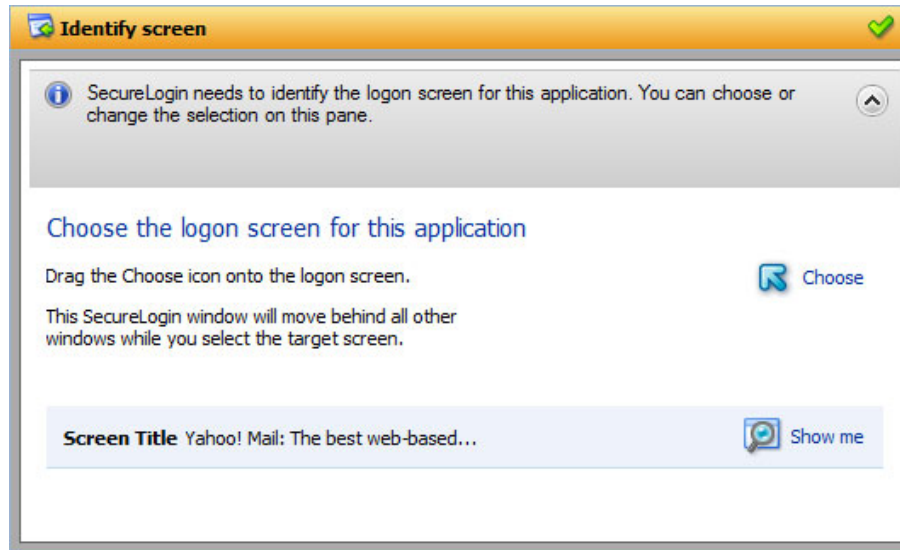 Identify screen
SecureLogin needs to identify the logon screen for this application. You can choose or
change the selection on this pane.
Choose the logon screen for this application
Drag the Choose icon onto the logon screen.
Choose
This SecureLogin window will move behind all other
windows while you select the target screen.
Screen Title Yahoo! Mail: The best web-based...
Show me